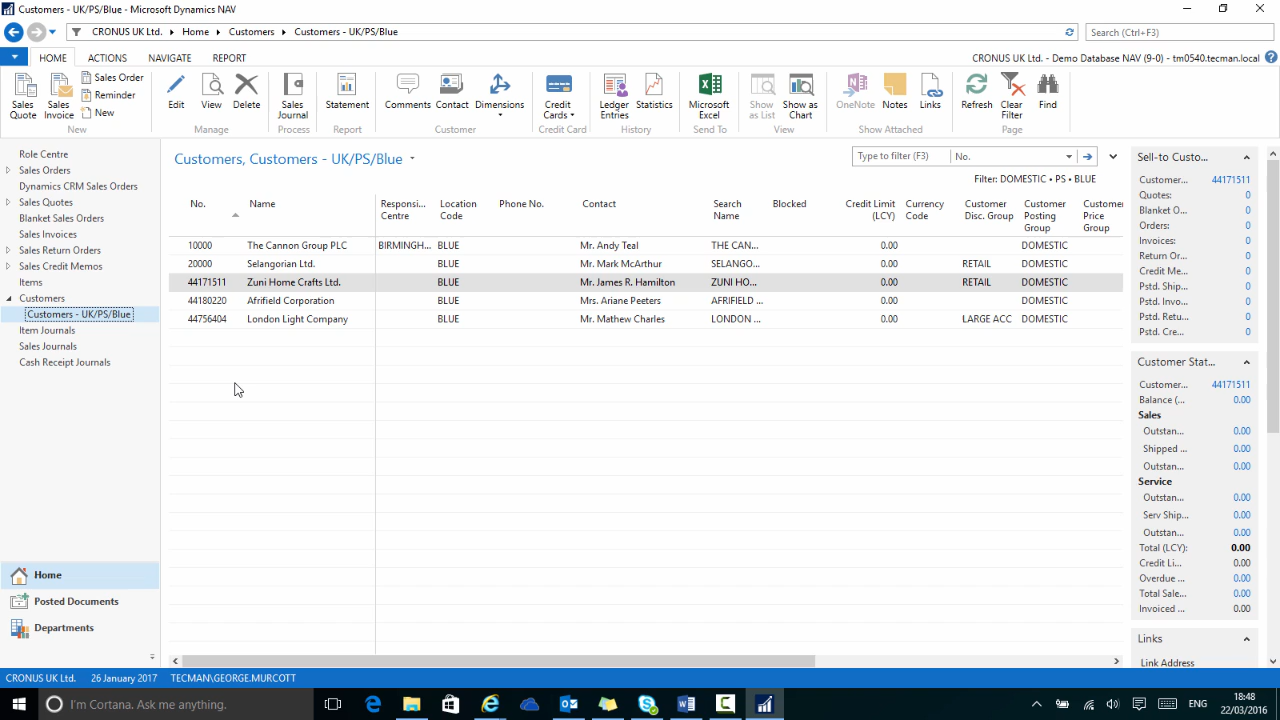 Customers - UK/PS/Blue - Microsoft Dynamics NAV
CRONUS UK Ltd. Home Customers Customers - UK/PS/Blue
Search (Ctrl+F3)
HOME ACTIONS NAVIGATE REPORT
CRONUS UK Ltd. - Demo Database NAV (9-0) - tm0540.tecman.local
Sales Quote
Sales Invoice
Sales Order
Reminder
New
New
Edit
View
Delete
Manage
Sales Journal
Process
Statement
Report
Comments
Contact
Dimensions
Customer
Credit Cards
Credit Card
Ledger Entries
Statistics
History
Microsoft Excel
Send To
Show as List
Show as Chart
View
OneNote
Notes
Links
Show Attached
Refresh
Clear Filter
Find
Page
Role Centre
Sales Orders
Dynamics CRM Sales Orders
Sales Quotes
Blanket Sales Orders
Sales Invoices
Sales Return Orders
Sales Credit Memos
Items
Customers
Customers - UK/PS/Blue
Item Journals
Sales Journals
Cash Receipt Journals
Home
Posted Documents
Departments
Customers, Customers - UK/PS/Blue
Type to filter (F3) No.
Filter: DOMESTIC • PS • BLUE
No. Name Responsi... Centre Location Code Phone No. Contact Search Name Blocked Credit Limit (LCY) Currency Code Customer Disc. Group Customer Posting Group Customer Price Group
10000 The Cannon Group PLC BIRMINGH... BLUE Mr. Andy Teal THE CAN... 0.00 DOMESTIC
20000 Selangorian Ltd. BLUE Mr. Mark McArthur SELANGO... 0.00 RETAIL DOMESTIC
44171511 Zuni Home Crafts Ltd. BLUE Mr. James R. Hamilton ZUNI HO... 0.00 RETAIL DOMESTIC
44180220 Afrifield Corporation BLUE Mrs. Ariane Peeters AFRIFIELD ... 0.00 DOMESTIC
44756404 London Light Company BLUE Mr. Mathew Charles LONDON ... 0.00 LARGE ACC DOMESTIC
Sell-to Custo...
Customer... 44171511
Quotes: 0
Blanket O... 0
Orders: 0
Invoices: 0
Return Or... 0
Credit Me... 0
Pstd. Ship... 0
Pstd. Invo... 0
Pstd. Retu... 0
Pstd. Cre... 0
Customer Stat...
Customer... 44171511
Balance (... 0.00
Sales
Outstan... 0.00
Shipped ... 0.00
Outstan... 0.00
Service
Outstan... 0.00
Serv Ship... 0.00
Outstan... 0.00
Total (LCY): 0.00
Credit Li... 0.00
Overdue ... 0.00
Total Sale... 0.00
Invoiced ... 0.00
Links
Link Address
CRONUS UK Ltd. 26 January 2017 TECMAN\GEORGE.MURCOTT
I'm Cortana. Ask me anything.
ENG
18:48
22/03/2016